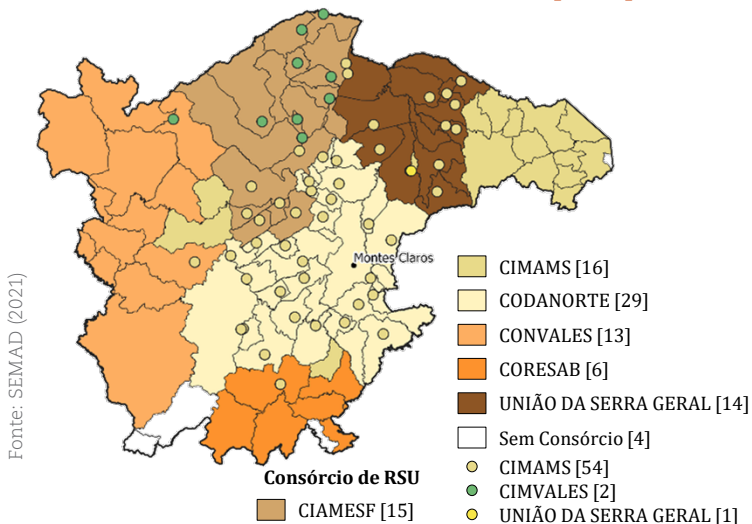 Montes Claros
Fonte: SEMAD (2021)
CIMAMS [16]
CODANORTE [29]
CONVALES [13]
CORESAB [6]
UNIÃO DA SERRA GERAL [14]
Sem Consórcio [4]
CIMAMS [54]
CIMVALES [2]
UNIÃO DA SERRA GERAL [1]
Consórcio de RSU
CIAMESF [15]